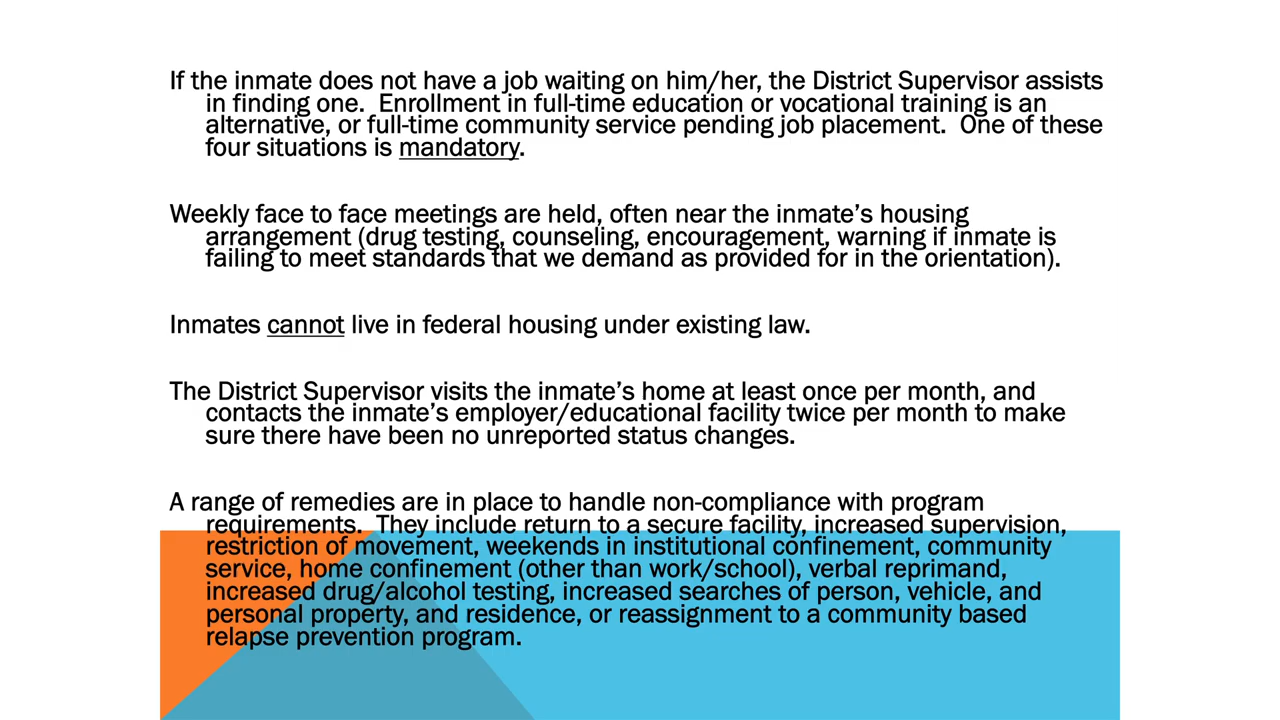 If the inmate does not have a job waiting on him/her, the District Supervisor assists
in finding one.  Enrollment in full-time education or vocational training is an
alternative, or full-time community service pending job placement.  One of these
four situations is mandatory.
Weekly face to face meetings are held, often near the inmate’s housing
arrangement (drug testing, counseling, encouragement, warning if inmate is
failing to meet standards that we demand as provided for in the orientation).
Inmates cannot live in federal housing under existing law.
The District Supervisor visits the inmate’s home at least once per month, and
contacts the inmate’s employer/educational facility twice per month to make
sure there have been no unreported status changes.
A range of remedies are in place to handle non-compliance with program
requirements.  They include return to a secure facility, increased supervision,
restriction of movement, weekends in institutional confinement, community
service, home confinement (other than work/school), verbal reprimand,
increased drug/alcohol testing, increased searches of person, vehicle, and
personal property, and residence, or reassignment to a community based
relapse prevention program.